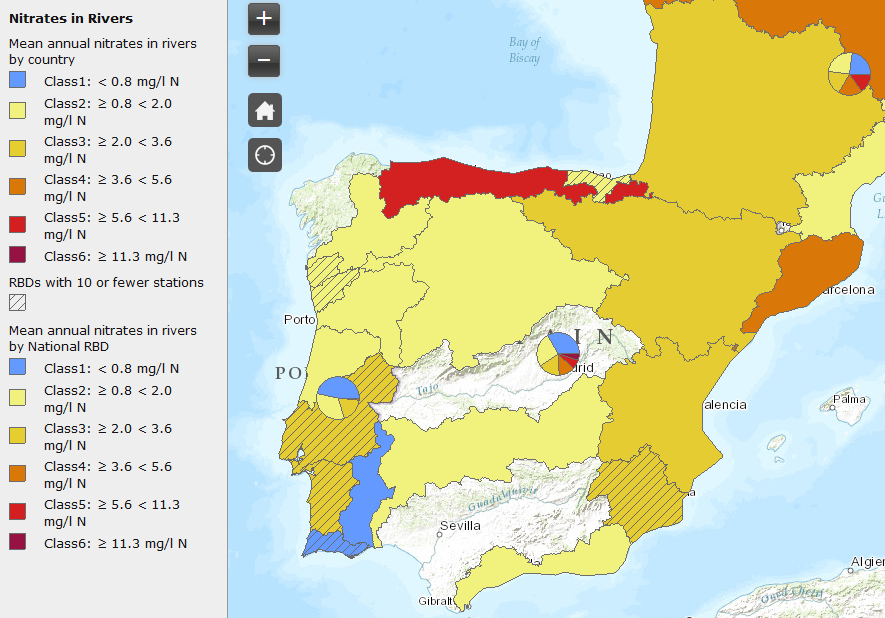 Nitrates in Rivers
Mean annual nitrates in rivers
by country
Class1: < 0.8 mg/l N
Class2: ≥ 0.8 < 2.0
mg/l N
Class3: ≥ 2.0 < 3.6
mg/l N
Class4: ≥ 3.6 < 5.6
mg/l N
Class5: ≥ 5.6 < 11.3
mg/l N
Class6: ≥ 11.3 mg/l N
RBDs with 10 or fewer stations
Mean annual nitrates in rivers
by National RBD
Class1: < 0.8 mg/l N
Class2: ≥ 0.8 < 2.0
mg/l N
Class3: ≥ 2.0 < 3.6
mg/l N
Class4: ≥ 3.6 < 5.6
mg/l N
Class5: ≥ 5.6 < 11.3
mg/l N
Class6: ≥ 11.3 mg/l N
+
−
Bay of
Biscay
arcelona
Porto
I N
drid
PO
Tajo
Palma
alencia
Guadalquivir
Sevilla
Algier
Gibralt